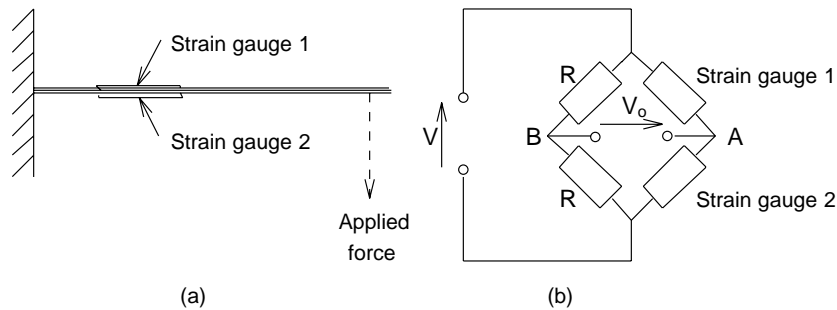 Strain gauge 1
Strain gauge 2
Applied
force
(a)
R
Strain gauge 1
V
B
Vo
A
R
Strain gauge 2
(b)